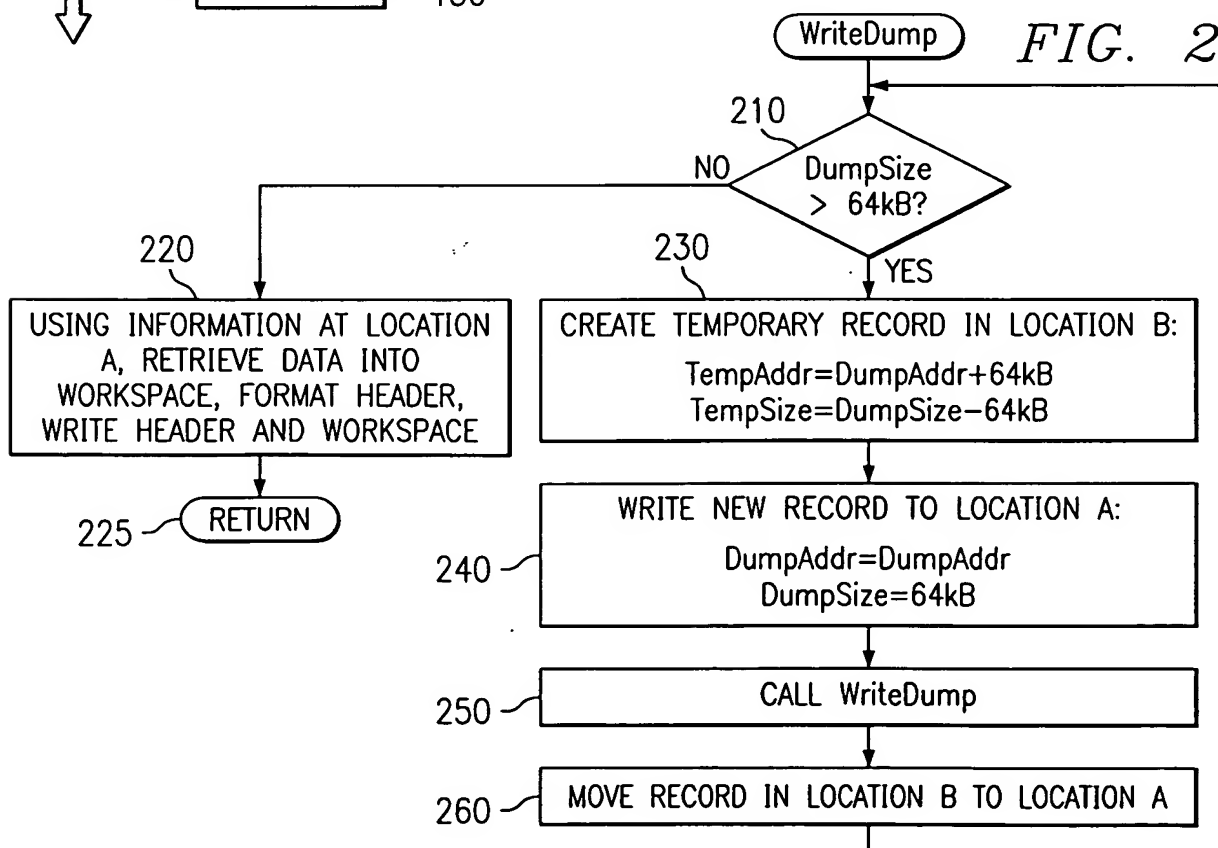 WriteDump
FIG. 2
210
DumpSize
> 64kB?
NO
YES
220
USING INFORMATION AT LOCATION
A, RETRIEVE DATA INTO
WORKSPACE, FORMAT HEADER,
WRITE HEADER AND WORKSPACE
225
RETURN
230
CREATE TEMPORARY RECORD IN LOCATION B:
TempAddr=DumpAddr+64kB
TempSize=DumpSize−64kB
240
WRITE NEW RECORD TO LOCATION A:
DumpAddr=DumpAddr
DumpSize=64kB
250
CALL WriteDump
260
MOVE RECORD IN LOCATION B TO LOCATION A